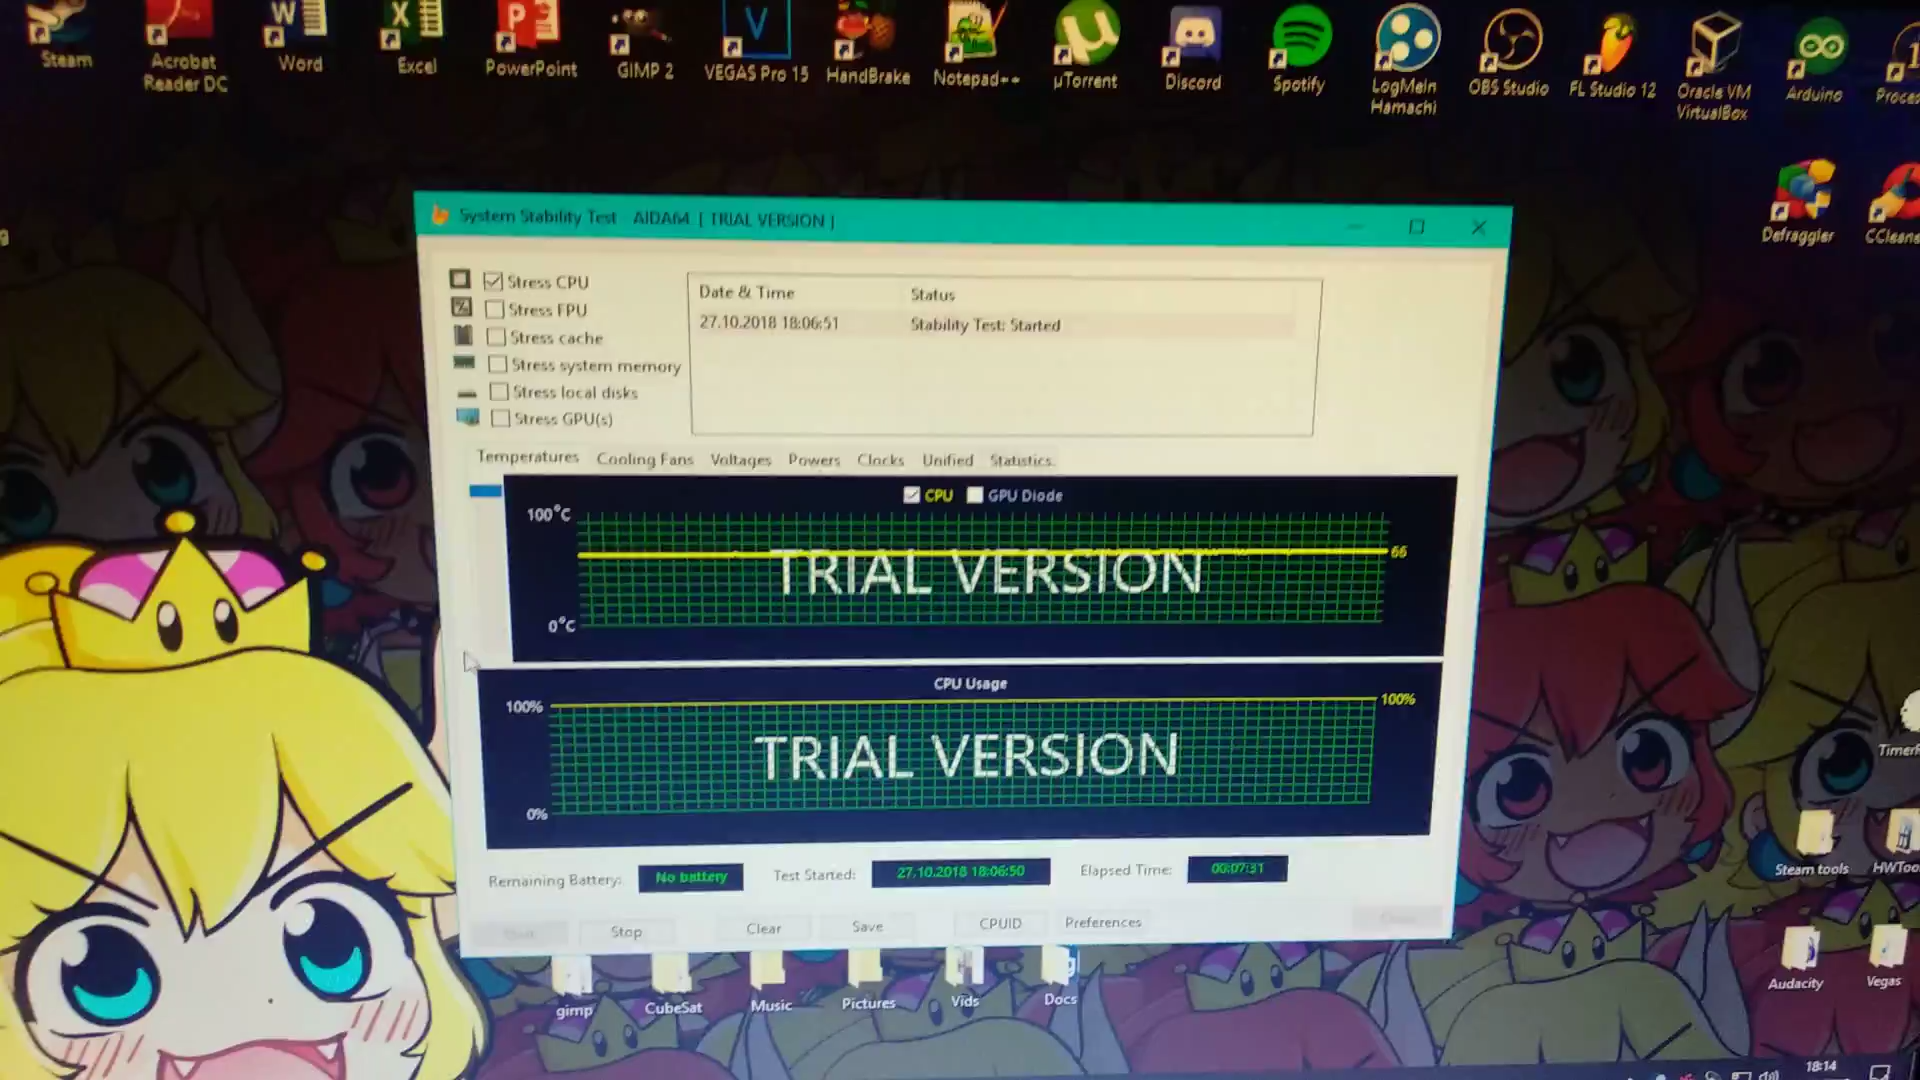 Steam
Acrobat
Reader DC
Word
Excel
PowerPoint
GIMP 2
VEGAS Pro 15
HandBrake
Notepad++
µTorrent
Discord
Spotify
LogMeIn
Hamachi
OBS Studio
FL Studio 12
Oracle VM
VirtualBox
Arduino
Defraggler
System Stability Test AIDA64 [ TRIAL VERSION ]
Stress CPU
Stress FPU
Stress cache
Stress system memory
Stress local disks
Stress GPU(s)
Date & Time Status
27.10.2018 18:06:51 Stability Test: Started
Temperatures Cooling Fans Voltages Powers Clocks Unified Statistics
CPU GPU Diode
100°C
66
TRIAL VERSION
0°C
CPU Usage
100% 100%
TRIAL VERSION
0%
Remaining Battery: No battery Test Started: 27.10.2018 18:06:50 Elapsed Time: 00:07:31
Stop Clear Save CPUID Preferences
Steam tools
gimp
CubeSat
Music
Pictures
Vids
Docs
Audacity
Vegas
18:14